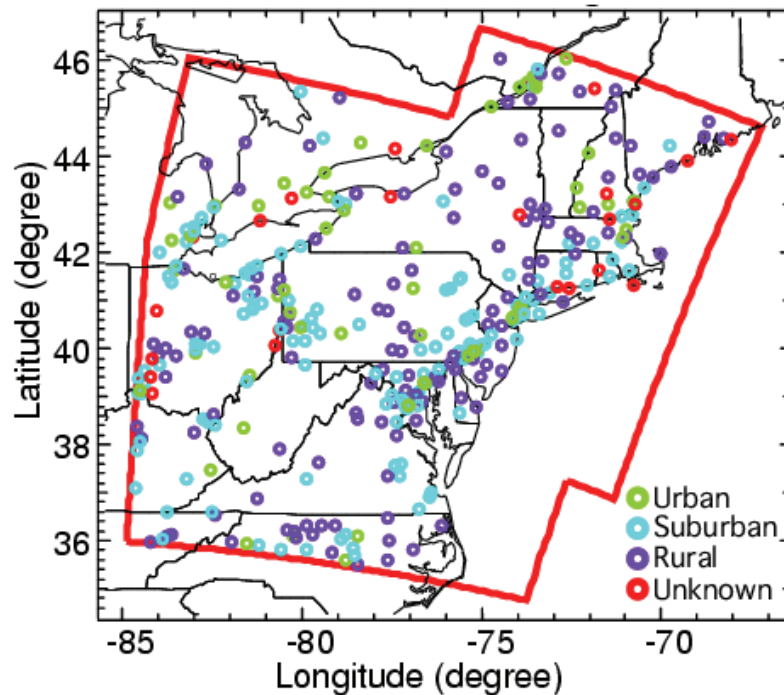 46
44
42
40
38
36
Latitude (degree)
Urban
Suburban
Rural
Unknown
-85
-80
-75
-70
Longitude (degree)